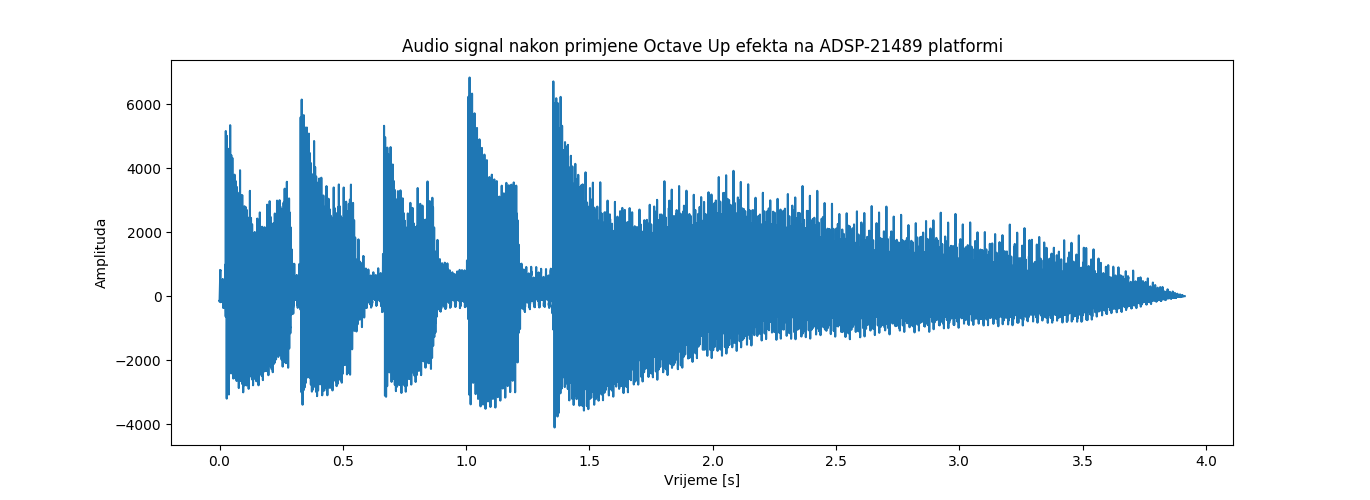 Audio signal nakon primjene Octave Up efekta na ADSP-21489 platformi
6000
4000
2000
0
−2000
−4000
Amplituda
0.0 0.5 1.0 1.5 2.0 2.5 3.0 3.5 4.0
Vrijeme [s]